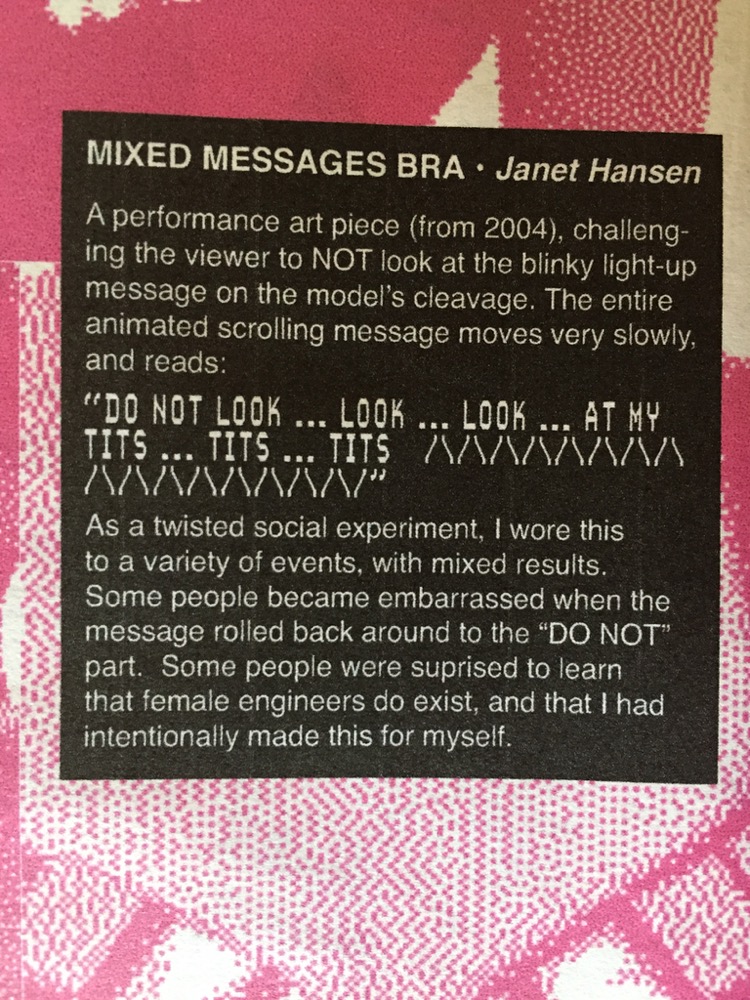 MIXED MESSAGES BRA · Janet Hansen
A performance art piece (from 2004), challeng-
ing the viewer to NOT look at the blinky light-up
message on the model's cleavage. The entire
animated scrolling message moves very slowly,
and reads:
“DO NOT LOOK ... LOOK ... LOOK ... AT MY
TITS ... TITS ... TITS /\/\/\/\/\/\/\/\/\/\
/\/\/\/\/\/\/\/\/\/\/”
As a twisted social experiment, I wore this
to a variety of events, with mixed results.
Some people became embarrassed when the
message rolled back around to the “DO NOT”
part. Some people were suprised to learn
that female engineers do exist, and that I had
intentionally made this for myself.